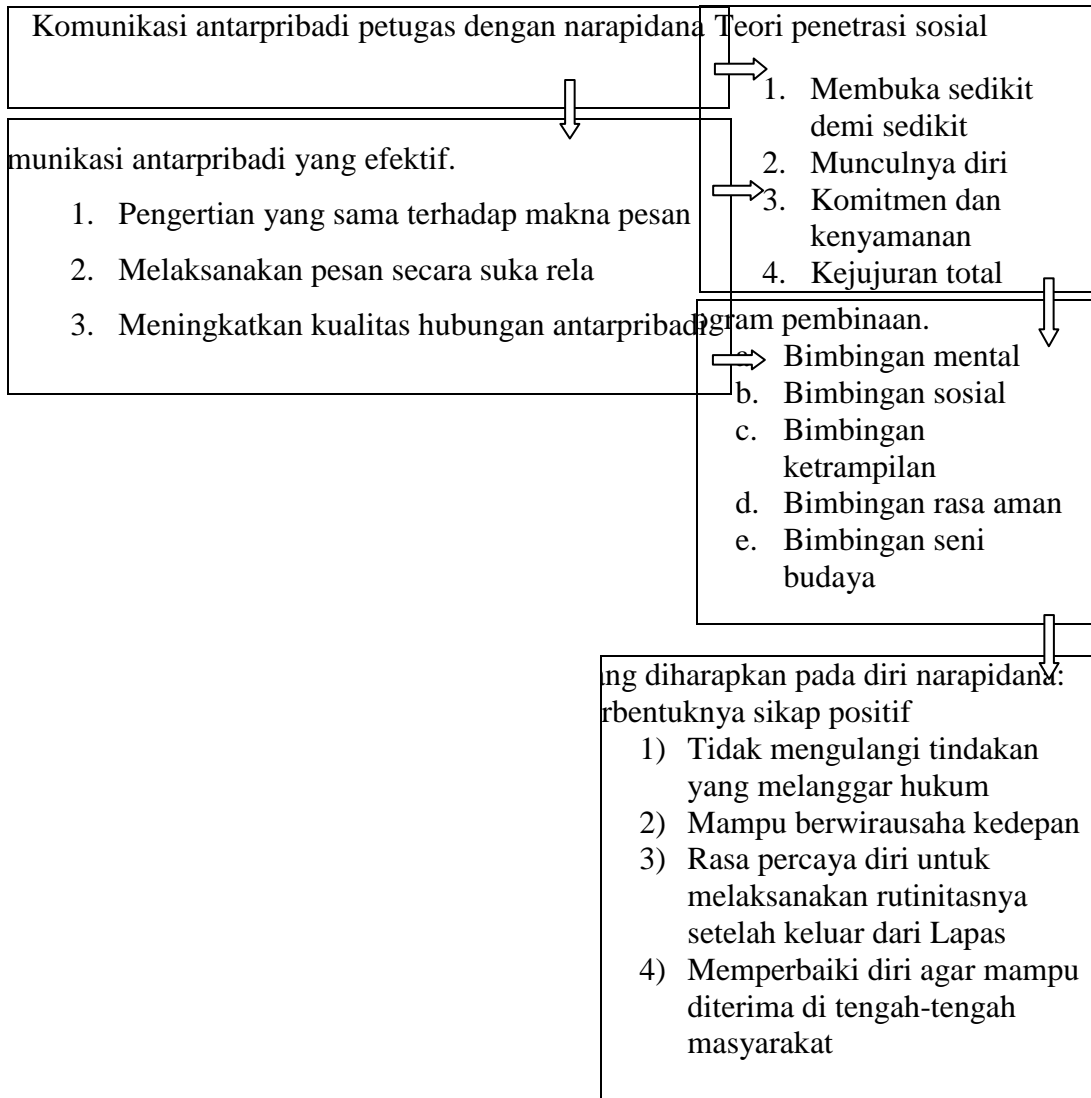 Komunikasi antarpribadi petugas dengan narapidana
munikasi antarpribadi yang efektif.
1. Pengertian yang sama terhadap makna pesan
2. Melaksanakan pesan secara suka rela
3. Meningkatkan kualitas hubungan antarpribadi
Teori penetrasi sosial
1. Membuka sedikit
demi sedikit
2. Munculnya diri
3. Komitmen dan
kenyamanan
4. Kejujuran total
gram pembinaan.
Bimbingan mental
b. Bimbingan sosial
c. Bimbingan
ketrampilan
d. Bimbingan rasa aman
e. Bimbingan seni
budaya
ng diharapkan pada diri narapidana:
rbentuknya sikap positif
1) Tidak mengulangi tindakan
yang melanggar hukum
2) Mampu berwirausaha kedepan
3) Rasa percaya diri untuk
melaksanakan rutinitasnya
setelah keluar dari Lapas
4) Memperbaiki diri agar mampu
diterima di tengah-tengah
masyarakat